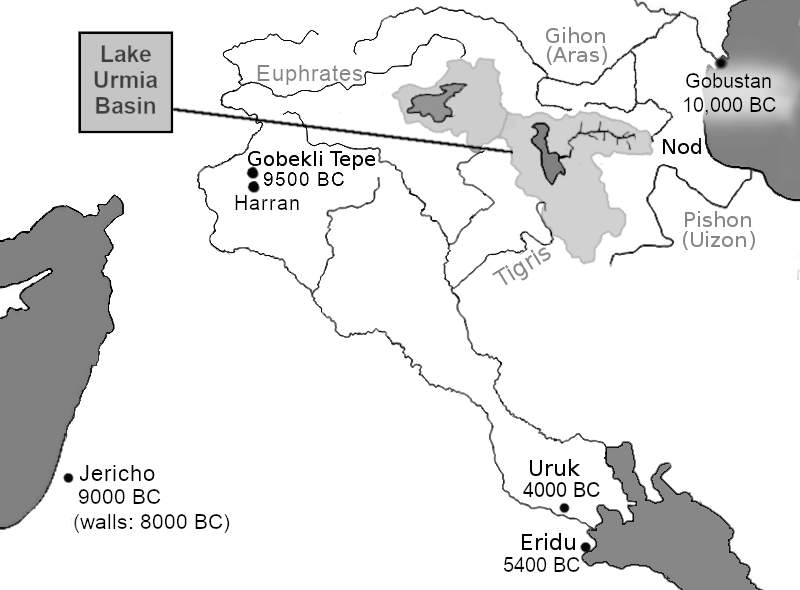 Lake
Urmia
Basin
Euphrates
Gihon
(Aras)
Gobustan
10,000 BC
Nod
Gobekli Tepe
9500 BC
Harran
Pishon
(Uizon)
Tigris
Jericho
9000 BC
(walls: 8000 BC)
Uruk
4000 BC
Eridu
5400 BC